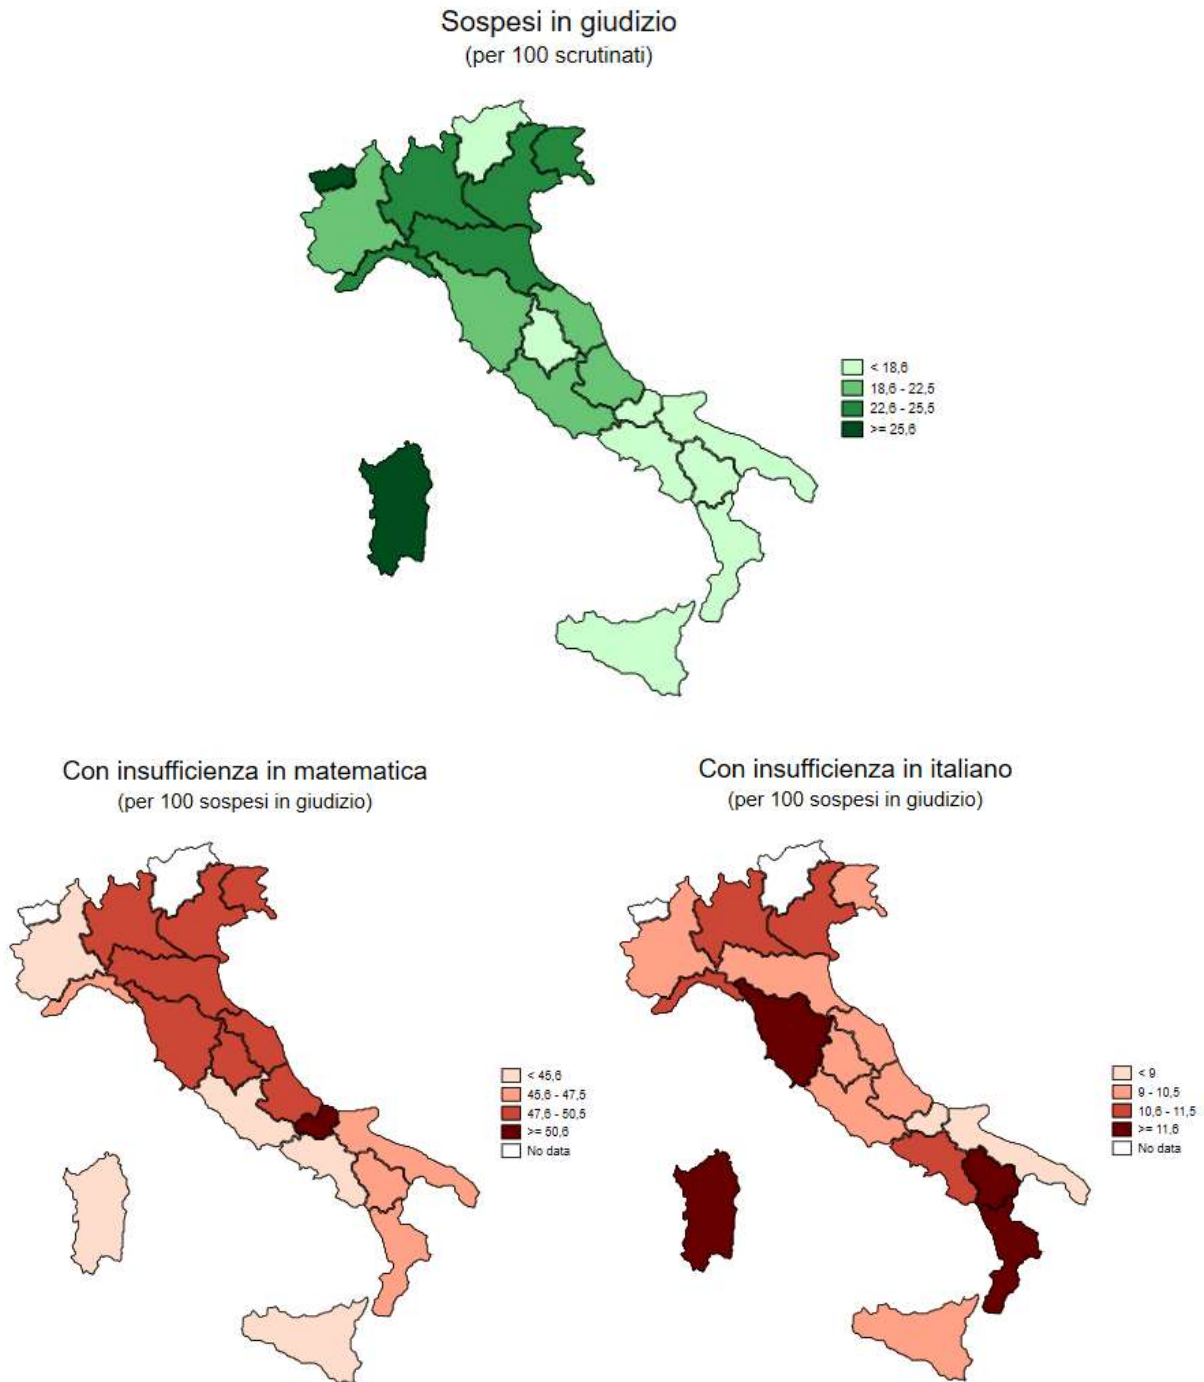 Sospesi in giudizio
(per 100 scrutinati)
< 18,6
18,6 - 22,5
22,6 - 25,5
>= 25,6
Con insufficienza in matematica
(per 100 sospesi in giudizio)
< 45,6
45,6 - 47,5
47,6 - 50,5
>= 50,6
No data
Con insufficienza in italiano
(per 100 sospesi in giudizio)
< 9
9 - 10,5
10,6 - 11,5
>= 11,6
No data